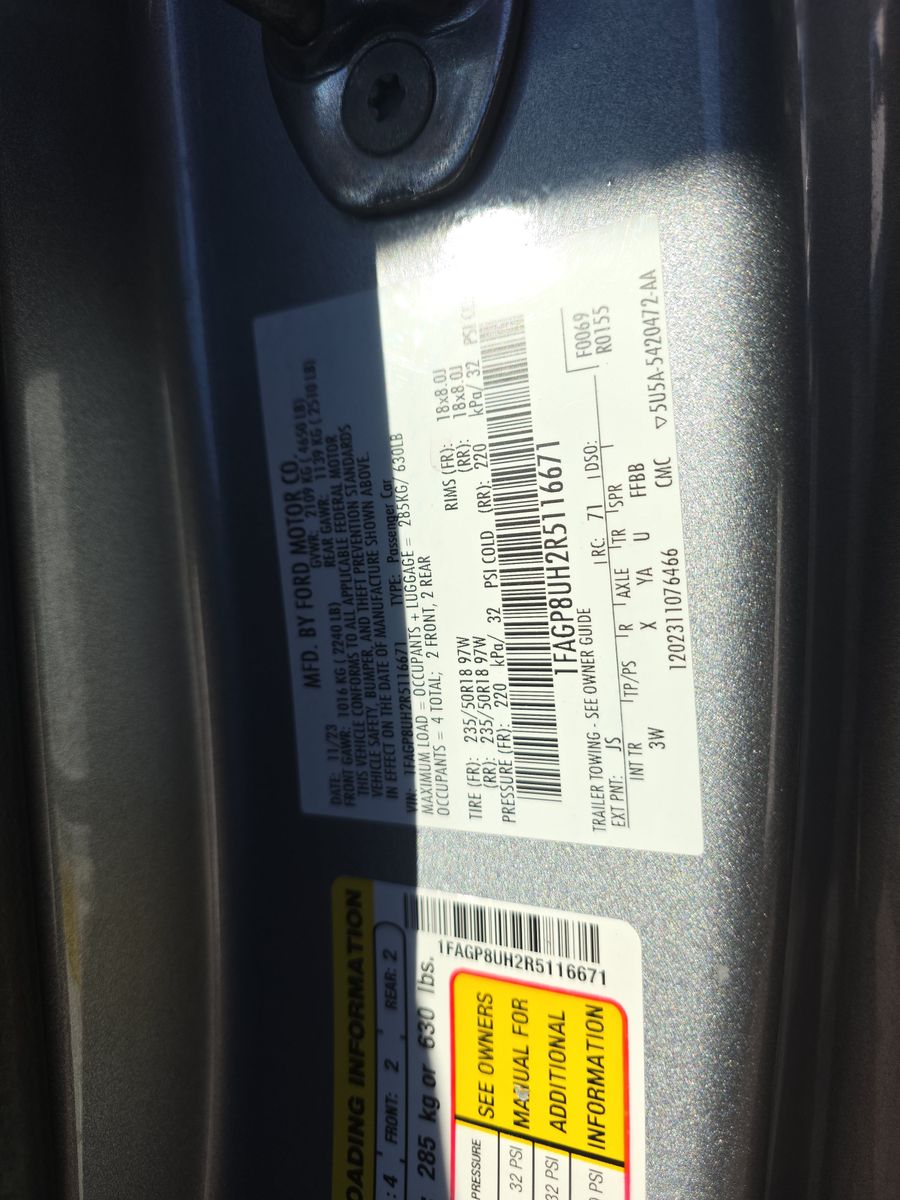 MFD. BY FORD MOTOR CO.
DATE: 11/23 GVWR: 2109 KG ( 4650 LB)
FRONT GAWR: 1016 KG ( 2240 LB) REAR GAWR: 1139 KG ( 2510 LB)
THIS VEHICLE CONFORMS TO ALL APPLICABLE FEDERAL MOTOR
VEHICLE SAFETY, BUMPER, AND THEFT PREVENTION STANDARDS
IN EFFECT ON THE DATE OF MANUFACTURE SHOWN ABOVE.
VIN: 1FAGP8UH2R5116671 TYPE: Passenger Car
MAXIMUM LOAD = OCCUPANTS + LUGGAGE = 285KG/ 630LB
OCCUPANTS = 4 TOTAL; 2 FRONT, 2 REAR
TIRE (FR): 235/50R18 97W RIMS (FR): 18x8.0J
(RR): 235/50R18 97W (RR): 18x8.0J
PRESSURE (FR): 220 kPa/ 32 PSI COLD (RR): 220 kPa/ 32 PSI
1FAGP8UH2R5116671
F0069
R0155
TRAILER TOWING - SEE OWNER GUIDE
EXT PNT: JS RC: 71 DSO:
INT TR TP/PS R AXLE TR SPR
3W X YA U FFBB
120231107646​6 CMC ▽5U5A-5420472-AA
OADING INFORMATION
: 4 FRONT: 2 REAR: 2
285 kg or 630 lbs.
1FAGP8UH2R5116671
PRESSURE SEE OWNERS
32 PSI MANUAL FOR
32 PSI ADDITIONAL
PSI INFORMATION